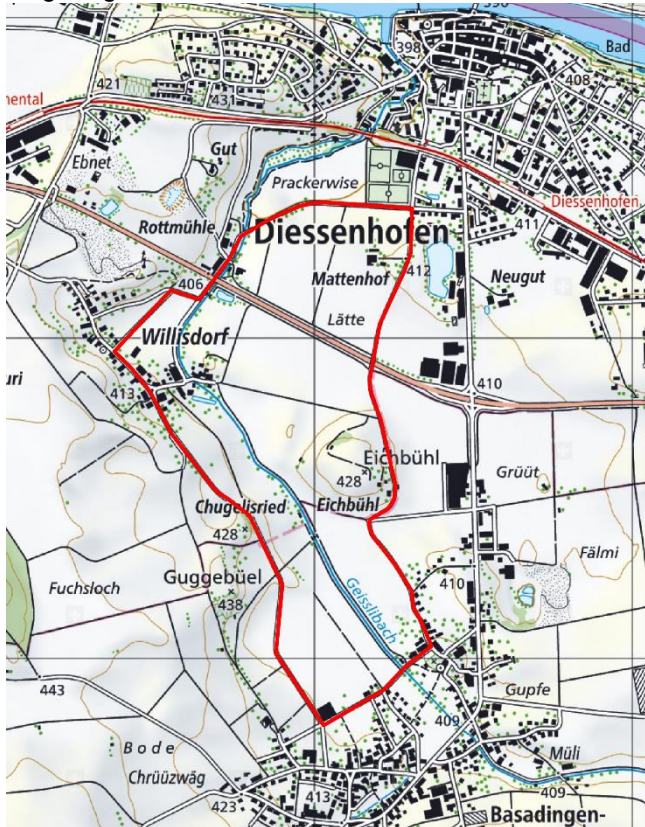 Bad
398
408
421
431
mental
Ebnet
Gut
Prackerwise
Diessenhofen
Rottmühle
Diessenhofen
411
412
Mattenhof
Neugut
406
Lätte
Willisdorf
uri
413
410
Eichbühl
428
Grüüt
Chugelisried
Eichbühl
428
Fälmi
Guggebüel
Fuchsloch
438
Geisslibach
410
443
Gupfe
409
Bode
Müli
Chrüüzwäg
409
423
413
Basadingen-